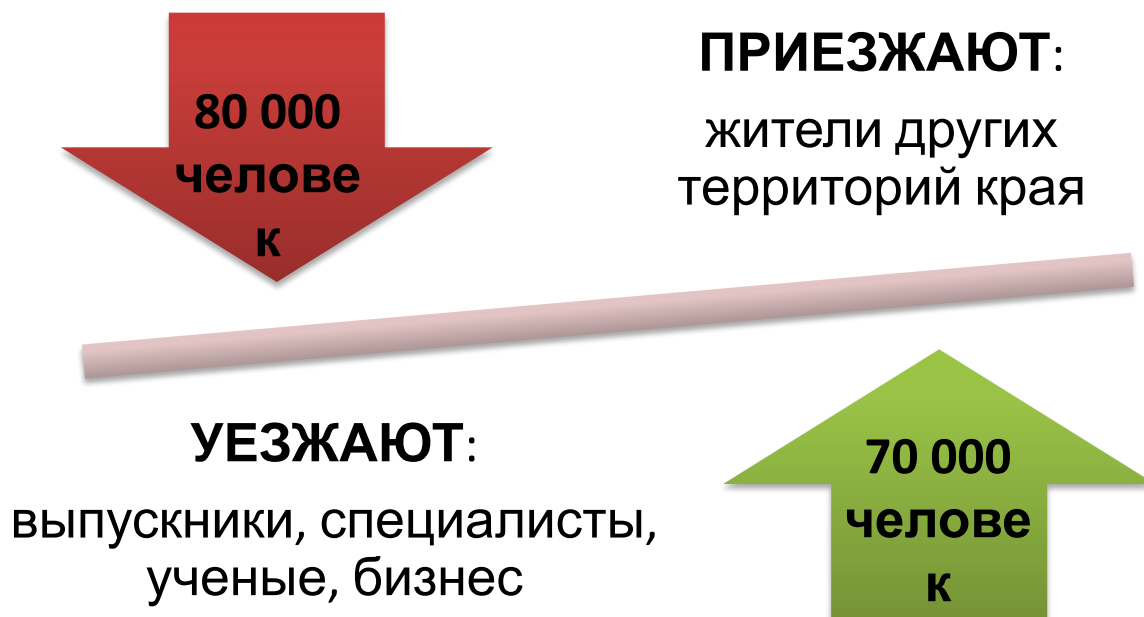 80 000
челове
к
ПРИЕЗЖАЮТ:
жители других
территорий края
УЕЗЖАЮТ:
выпускники, специалисты,
ученые, бизнес
70 000
челове
к